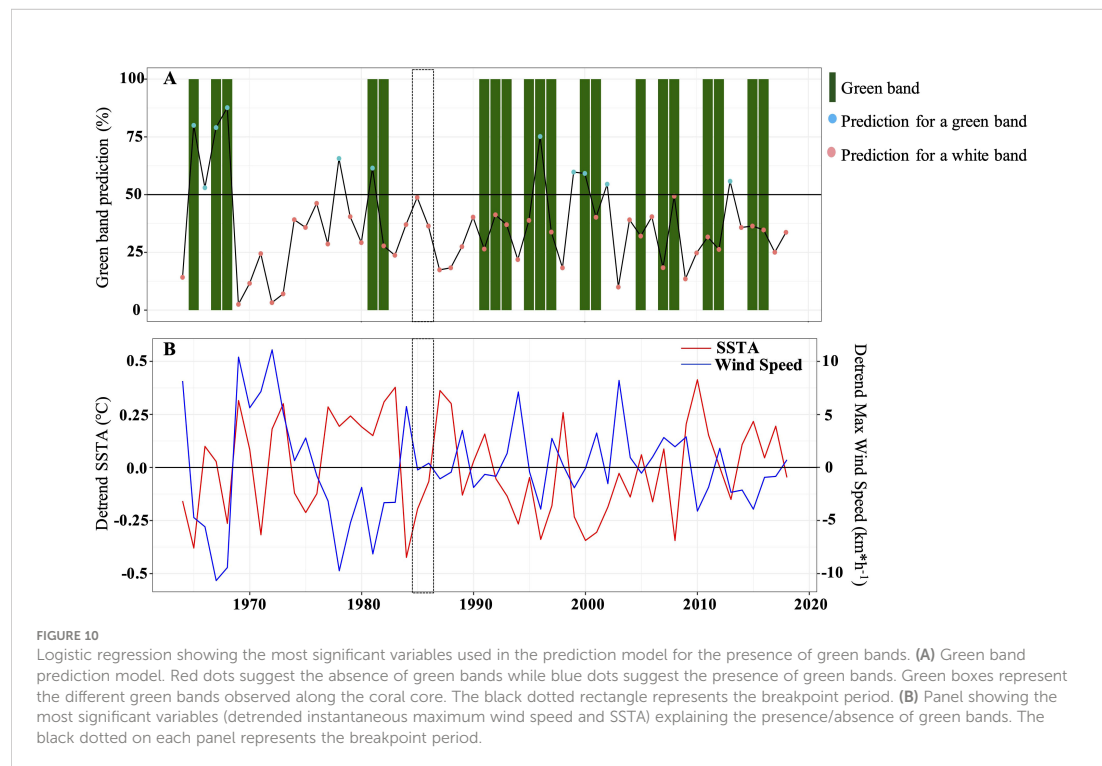 A
100
75
50
25
0
Green band prediction (%)
Green band
Prediction for a green band
Prediction for a white band
B
SSTA
Wind Speed
0.5
0.25
0.0
-0.25
-0.5
Detrend SSTA (°C)
10
5
0
-5
-10
Detrend Max Wind Speed (km*h-1)
1970 1980 1990 2000 2010 2020
FIGURE 10
Logistic regression showing the most significant variables used in the prediction model for the presence of green bands. (A) Green band
prediction model. Red dots suggest the absence of green bands while blue dots suggest the presence of green bands. Green boxes represent
the different green bands observed along the coral core. The black dotted rectangle represents the breakpoint period. (B) Panel showing the
most significant variables (detrended instantaneous maximum wind speed and SSTA) explaining the presence/absence of green bands. The
black dotted on each panel represents the breakpoint period.